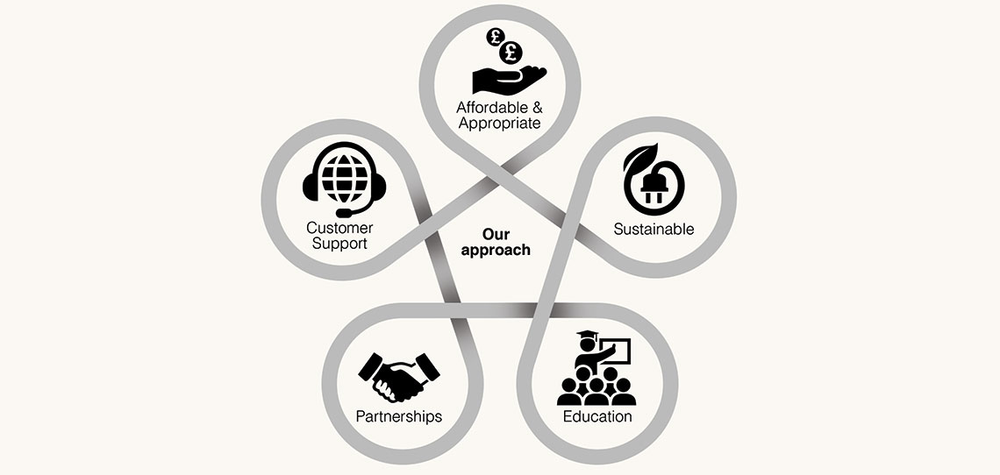 ££
Affordable &
Appropriate
Customer
Support
Sustainable
Our
approach
Partnerships
Education